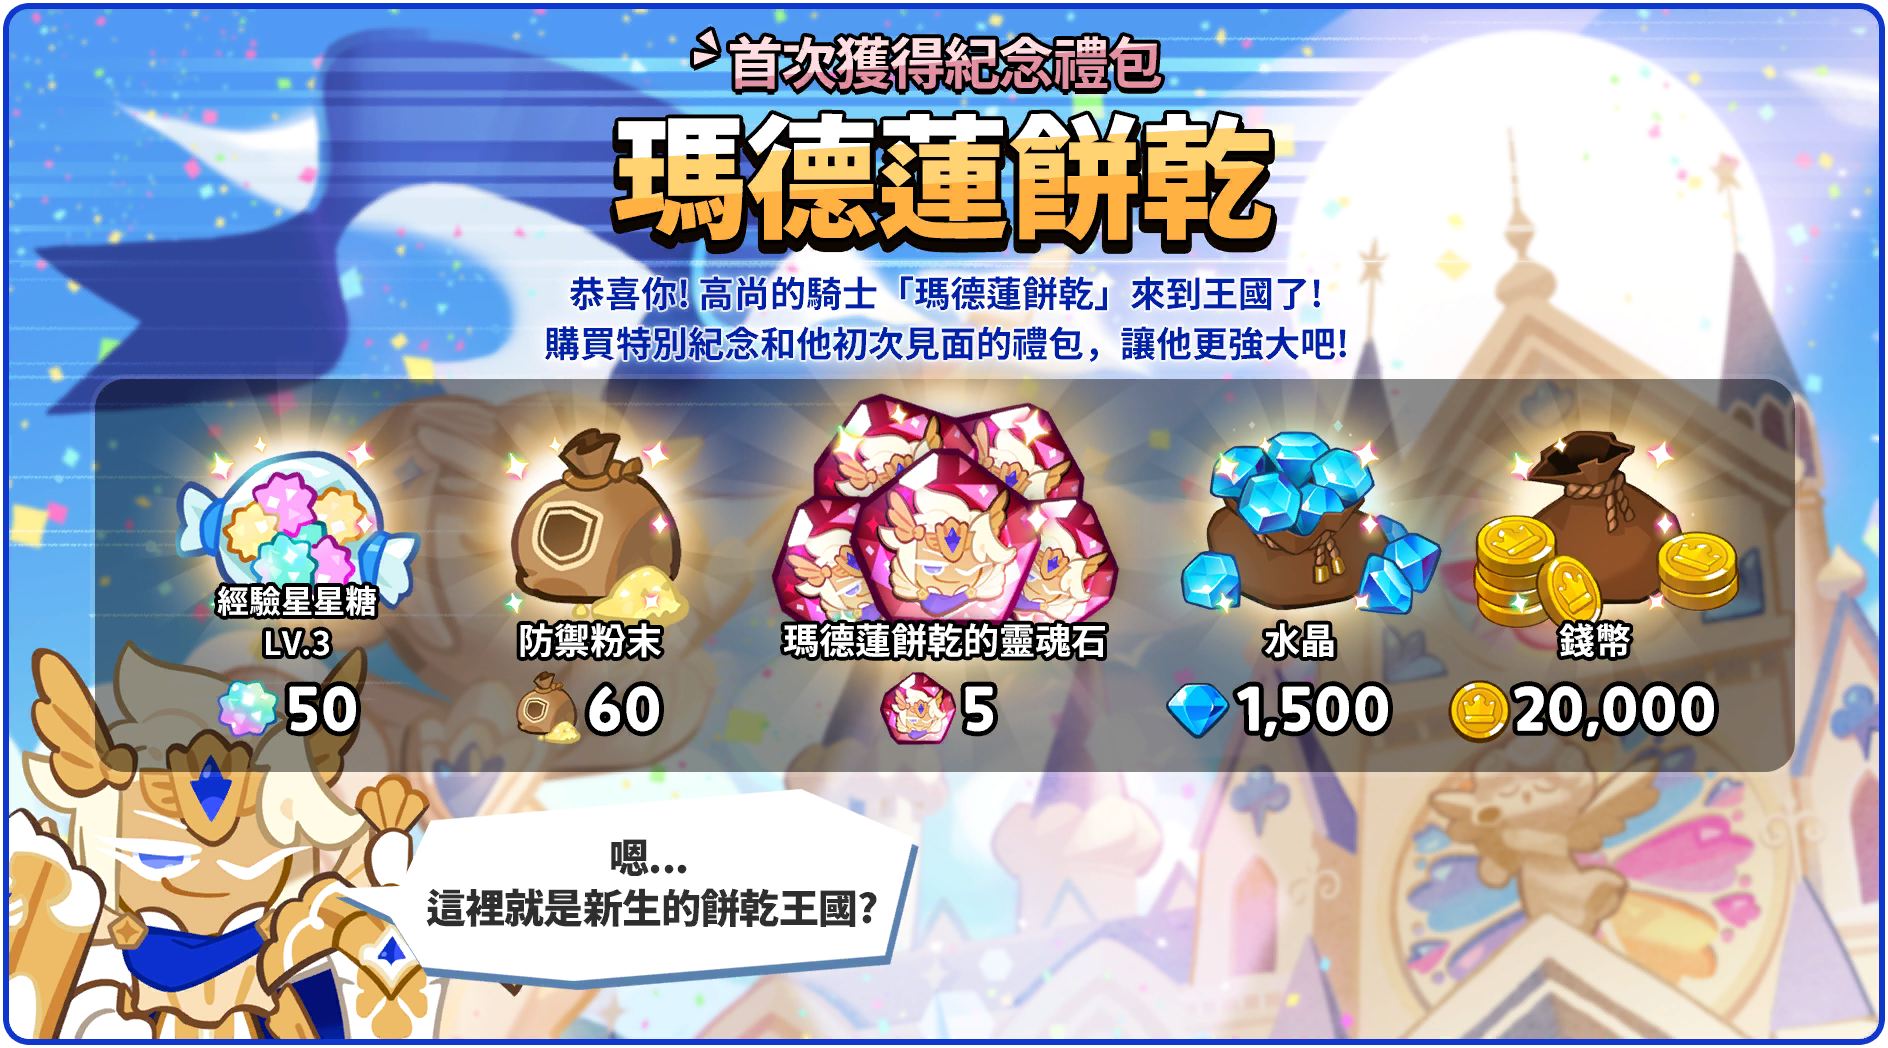 首次獲得紀念禮包
瑪德蓮餅乾
恭喜你! 高尚的騎士「瑪德蓮餅乾」來到王國了!
購買特別紀念和他初次見面的禮包，讓他更強大吧!
經驗星星糖
LV.3
50
防禦粉末
60
瑪德蓮餅乾的靈魂石
5
水晶
1,500
錢幣
20,000
嗯...
這裡就是新生的餅乾王國?